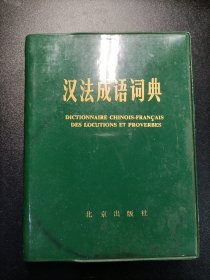 汉法成语词典
DICTIONNAIRE CHINOIS-FRANÇAIS
DES LOCUTIONS ET PROVERBES
北京出版社